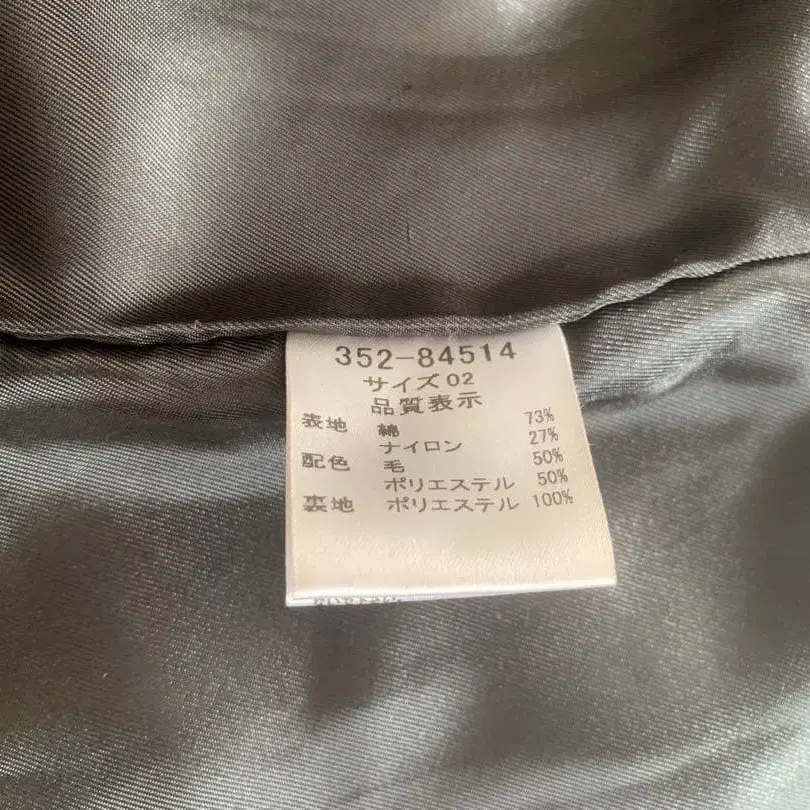 352-84514
サイズ02
品質表示
表地 綿 73%
ナイロン 27%
配色 毛 50%
ポリエステル 50%
裏地 ポリエステル 100%